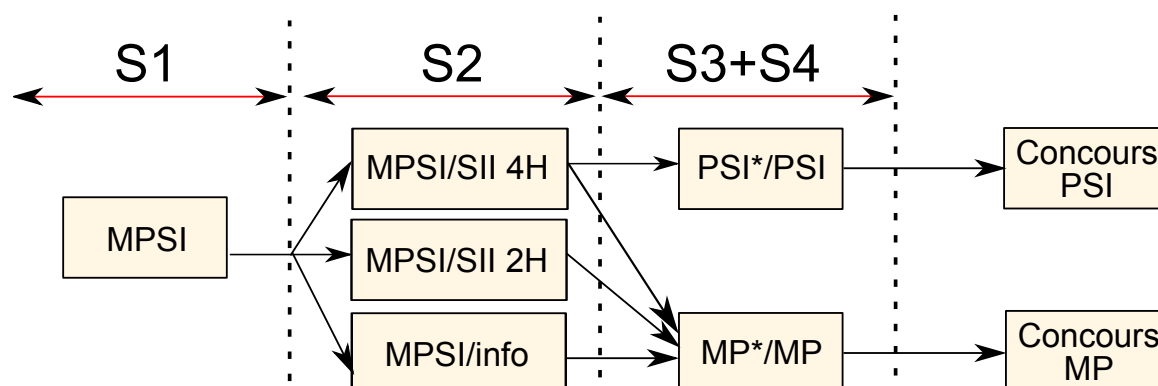 S1
S2
S3+S4
MPSI
MPSI/SII 4H
MPSI/SII 2H
MPSI/info
PSI*/PSI
MP*/MP
Concours
PSI
Concours
MP